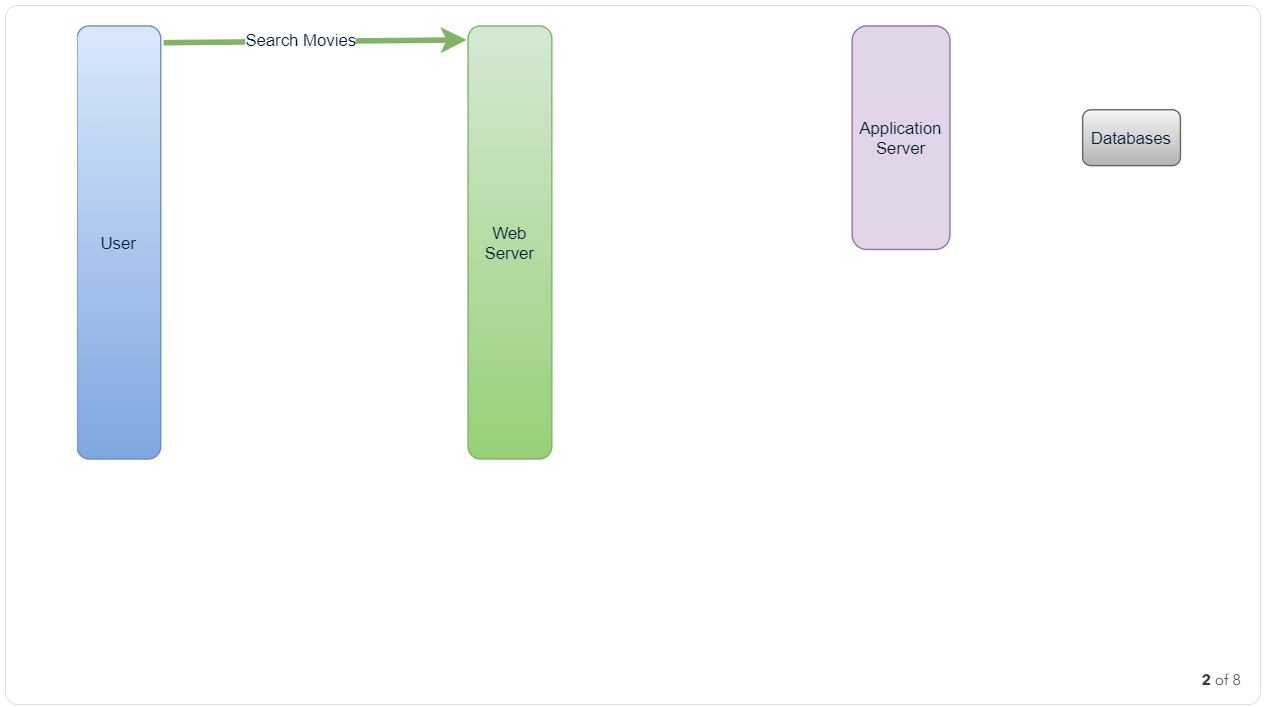 Search Movies
User
Web
Server
Application
Server
Databases
2 of 8